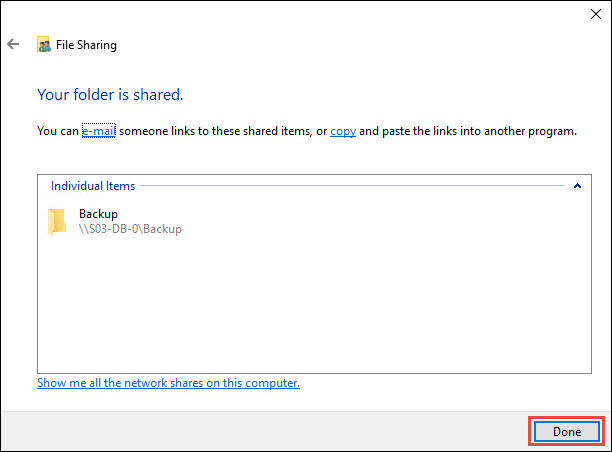 File Sharing
Your folder is shared.
You can e-mail someone links to these shared items, or copy and paste the links into another program.
Individual Items
Backup
\\S03-DB-0\Backup
Show me all the network shares on this computer.
Done